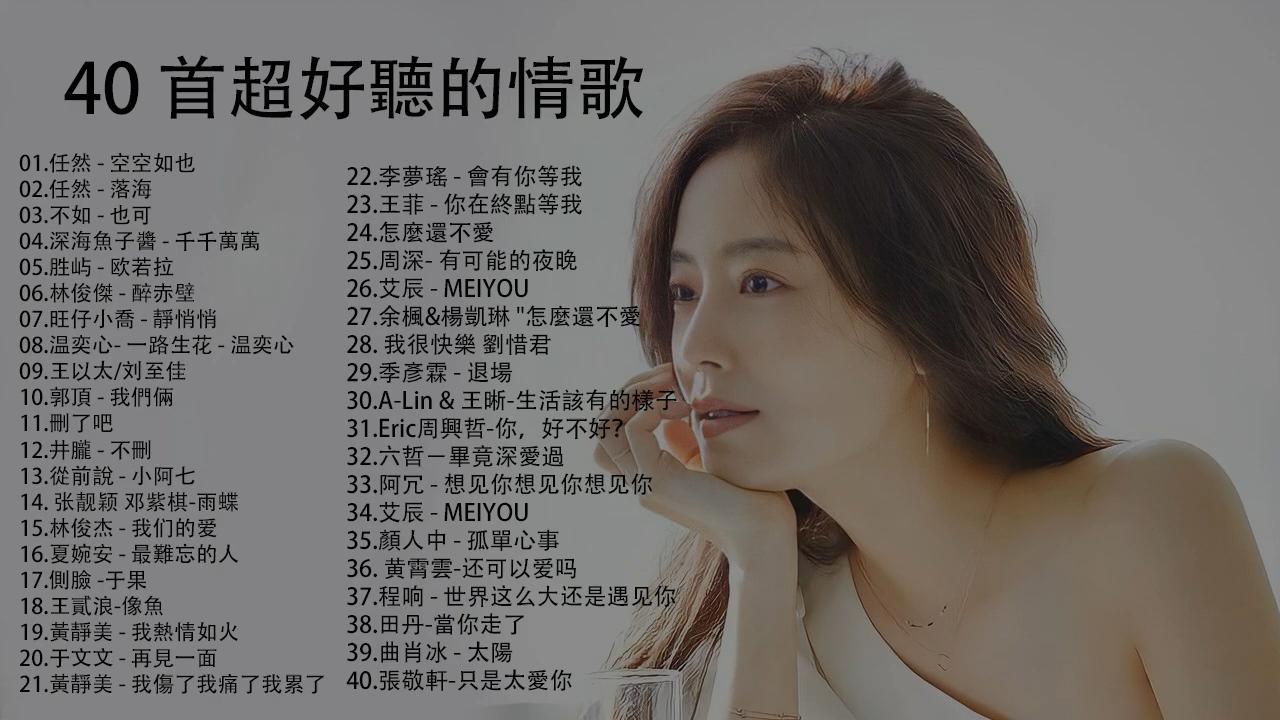 40 首超好聽的情歌
01.任然 - 空空如也
02.任然 - 落海
03.不如 - 也可
04.深海魚子醬 - 千千萬萬
05.胜屿 - 欧若拉
06.林俊傑 - 醉赤壁
07.旺仔小喬 - 靜悄悄
08.温奕心- 一路生花 - 温奕心
09.王以太/刘至佳
10.郭頂 - 我們倆
11.刪了吧
12.井朧 - 不刪
13.從前說 - 小阿七
14. 张靓颖 邓紫棋-雨蝶
15.林俊杰 - 我们的爱
16.夏婉安 - 最難忘的人
17.側臉 -于果
18.王貳浪-像魚
19.黃靜美 - 我熱情如火
20.于文文 - 再見一面
21.黃靜美 - 我傷了我痛了我累了
22.李夢瑤 - 會有你等我
23.王菲 - 你在終點等我
24.怎麼還不愛
25.周深- 有可能的夜晚
26.艾辰 - MEIYOU
27.余楓&楊凱琳 "怎麼還不愛
28. 我很快樂 劉惜君
29.季彥霖 - 退場
30.A-Lin & 王晰-生活該有的樣子
31.Eric周興哲-你，好不好?
32.六哲－畢竟深愛過
33.阿冗 - 想见你想见你想见你
34.艾辰 - MEIYOU
35.顏人中 - 孤單心事
36. 黄霄雲-还可以爱吗
37.程响 - 世界这么大还是遇见你
38.田丹-當你走了
39.曲肖冰 - 太陽
40.張敬軒-只是太愛你